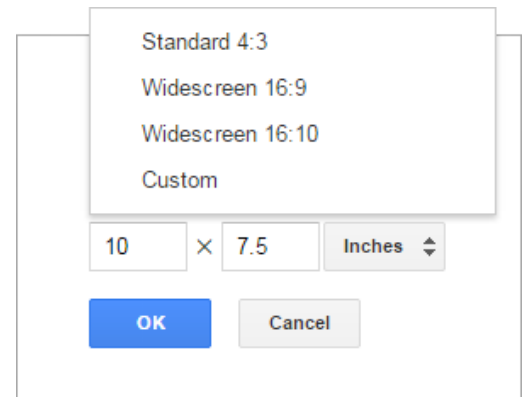 Standard 4:3
Widescreen 16:9
Widescreen 16:10
Custom
10 × 7.5 Inches
OK Cancel